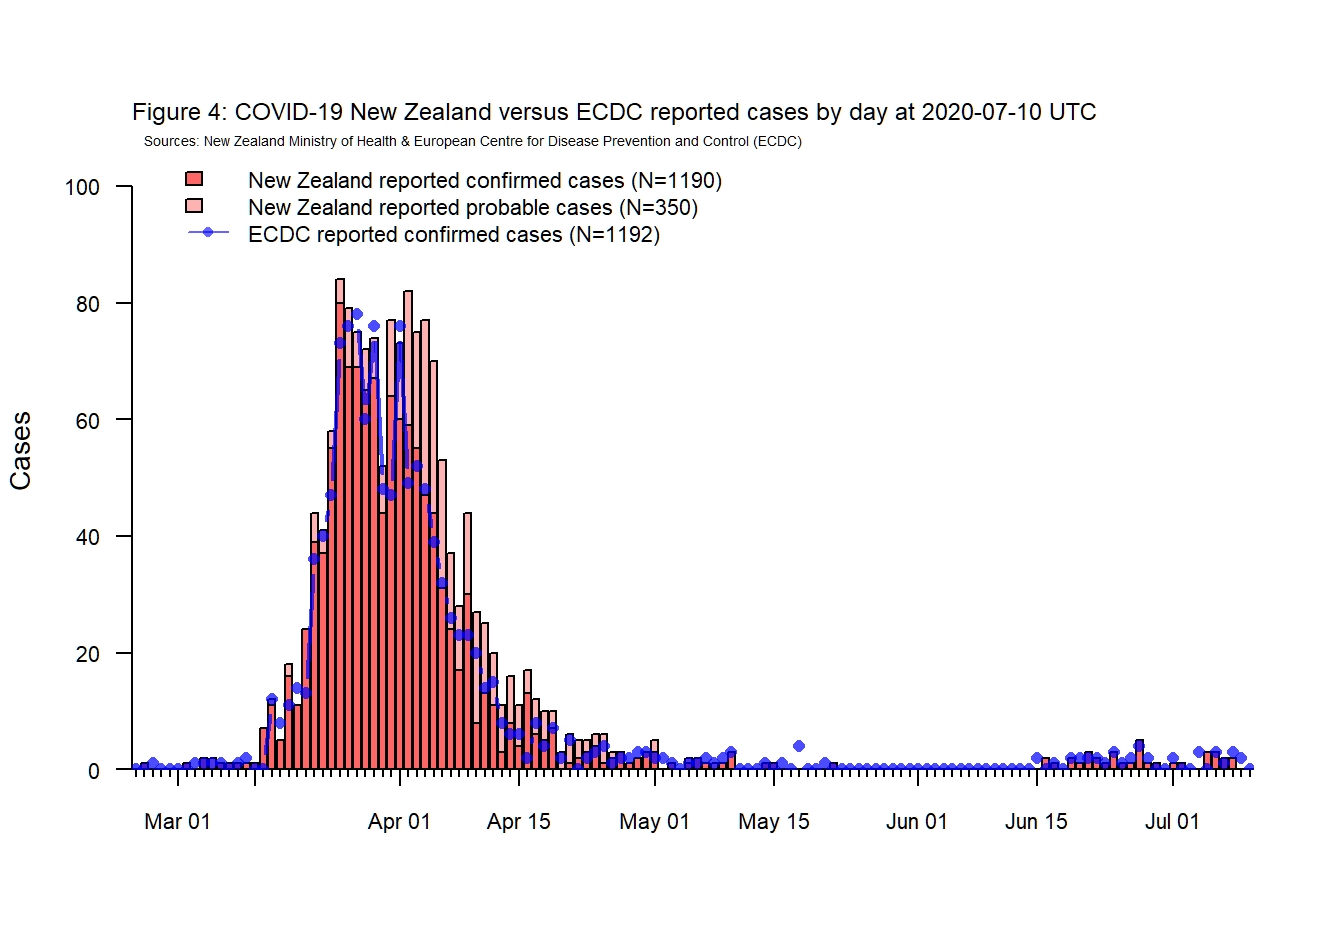 Figure 4: COVID-19 New Zealand versus ECDC reported cases by day at 2020-07-10 UTC
Sources: New Zealand Ministry of Health & European Centre for Disease Prevention and Control (ECDC)
New Zealand reported confirmed cases (N=1190)
New Zealand reported probable cases (N=350)
ECDC reported confirmed cases (N=1192)
Cases
100
80
60
40
20
0
Mar 01 Apr 01 Apr 15 May 01 May 15 Jun 01 Jun 15 Jul 01